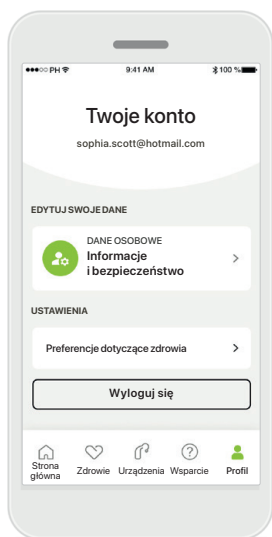 ●●●○○ PH 9:41 AM 100 %
Twoje konto
sophia.scott@hotmail.com
EDYTUJ SWOJE DANE
DANE OSOBOWE
Informacje
i bezpieczeństwo
USTAWIENIA
Preferencje dotyczące zdrowia
Wyloguj się
Strona
główna
Zdrowie
Urządzenia
Wsparcie
Profil